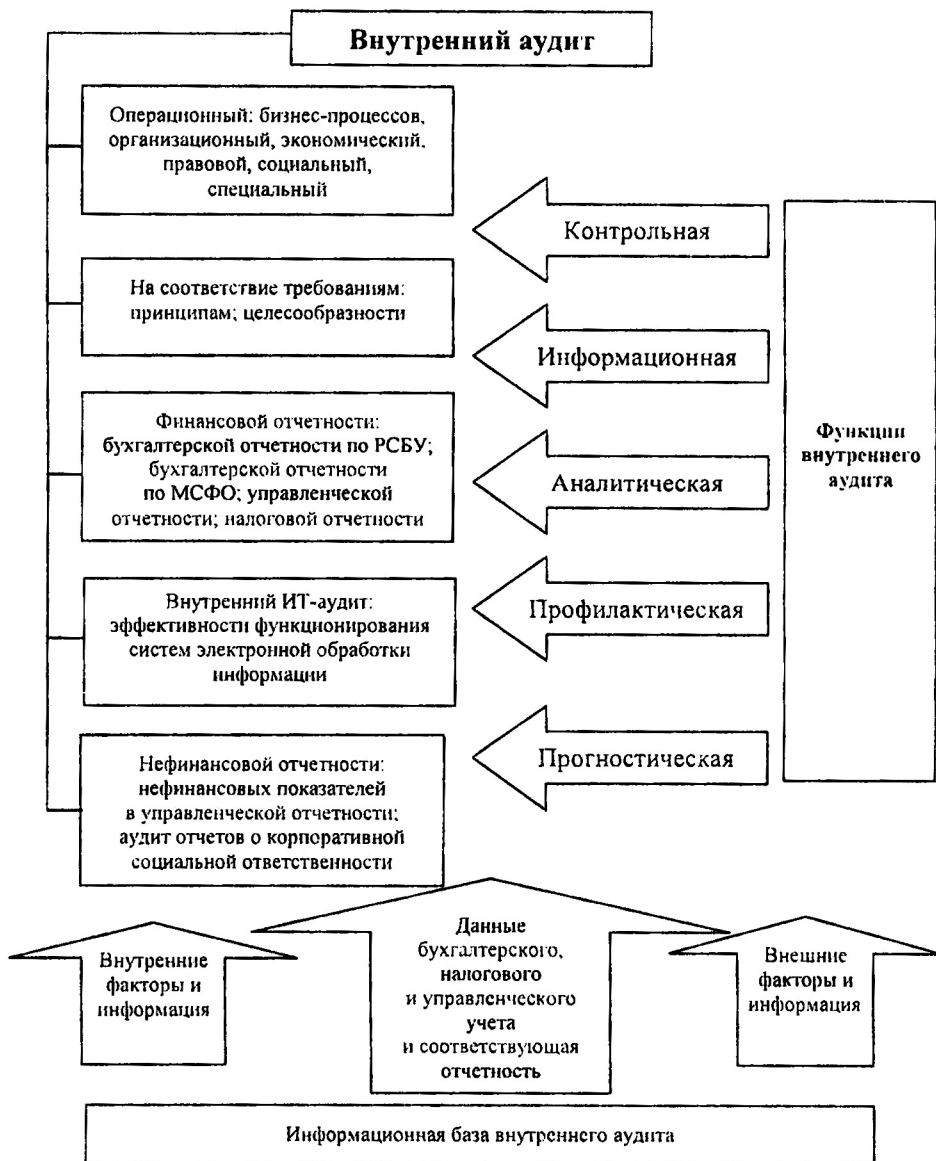 Внутренний аудит
Операционный: бизнес-процессов,
организационный, экономический,
правовой, социальный,
специальный
На соответствие требованиям:
принципам; целесообразности
Финансовой отчетности:
бухгалтерской отчетности по РСБУ;
бухгалтерской отчетности
по МСФО; управленческой
отчетности; налоговой отчетности
Внутренний ИТ-аудит:
эффективности функционирования
систем электронной обработки
информации
Нефинансовой отчетности:
нефинансовых показателей
в управленческой отчетности;
аудит отчетов о корпоративной
социальной ответственности
Контрольная
Информационная
Аналитическая
Профилактическая
Прогностическая
Функции
внутреннего
аудита
Внутренние
факторы и
информация
Данные
бухгалтерского,
налогового
и управленческого
учета
и соответствующая
отчетность
Внешние
факторы и
информация
Информационная база внутреннего аудита